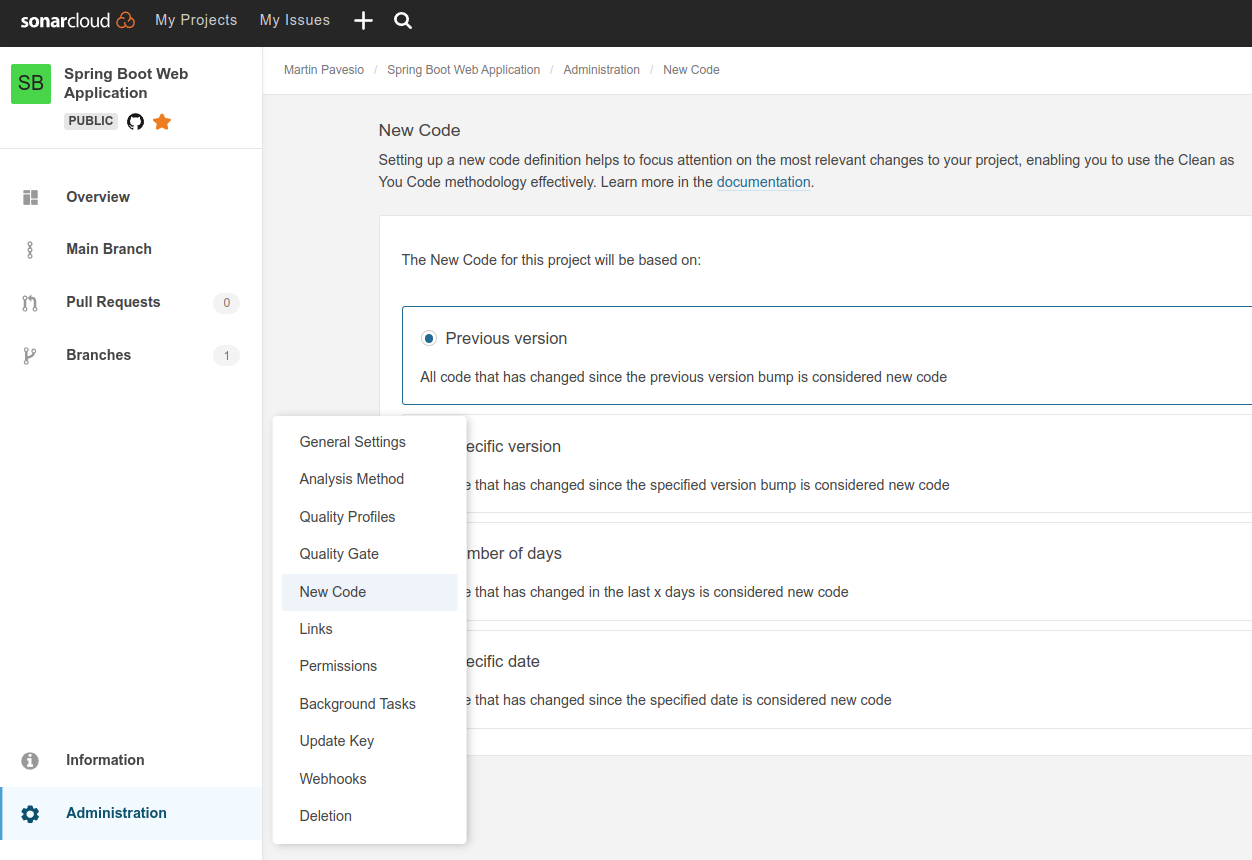 sonarcloud My Projects My Issues
SB
Spring Boot Web
Application
PUBLIC
Overview
Main Branch
Pull Requests 0
Branches 1
Information
Administration
Martin Pavesio / Spring Boot Web Application / Administration / New Code
New Code
Setting up a new code definition helps to focus attention on the most relevant changes to your project, enabling you to use the Clean as
You Code methodology effectively. Learn more in the documentation.
The New Code for this project will be based on:
Previous version
All code that has changed since the previous version bump is considered new code
ecific version
e that has changed since the specified version bump is considered new code
mber of days
e that has changed in the last x days is considered new code
ecific date
e that has changed since the specified date is considered new code
General Settings
Analysis Method
Quality Profiles
Quality Gate
New Code
Links
Permissions
Background Tasks
Update Key
Webhooks
Deletion